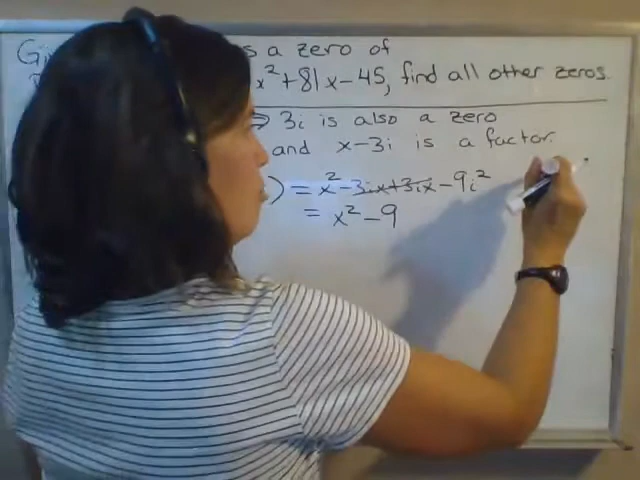 Gi s a zero of
x² + 81x - 45, find all other zeros.
⇒ 3i is also a zero
and x - 3i is a factor.
) = x² - 3ix + 3ix - 9i²
= x² - 9